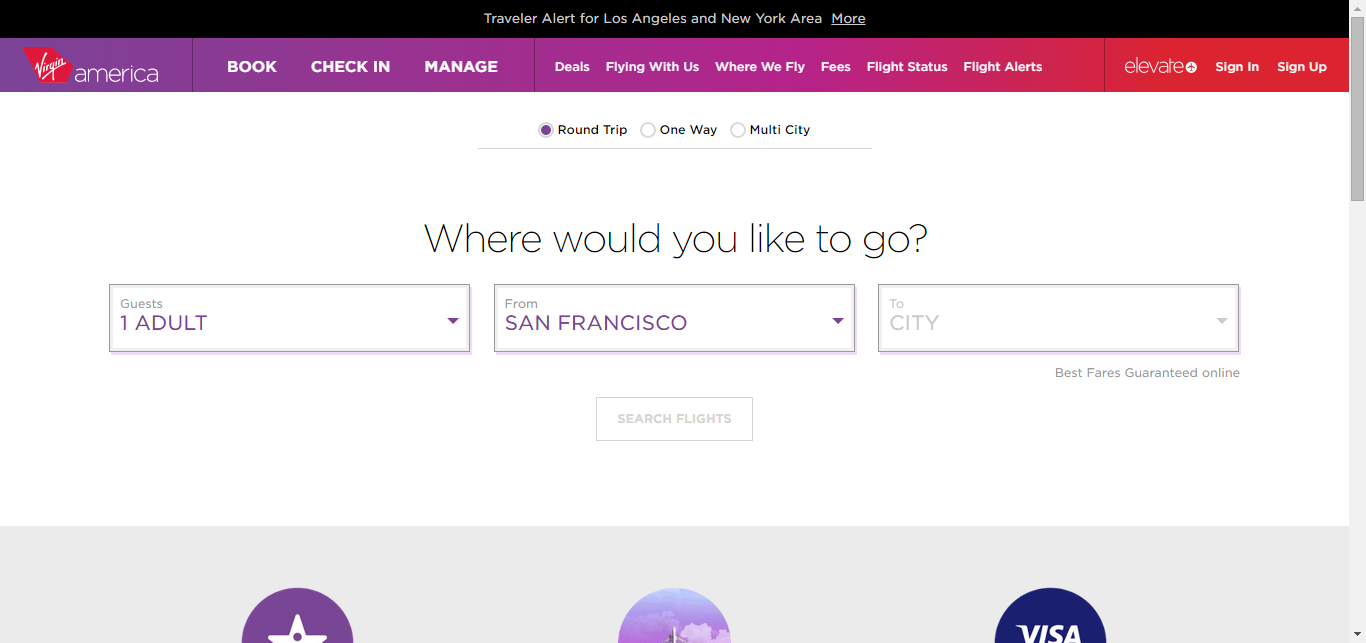 Traveler Alert for Los Angeles and New York Area More
Virgin america BOOK CHECK IN MANAGE Deals Flying With Us Where We Fly Fees Flight Status Flight Alerts elevate Sign In Sign Up
Round Trip One Way Multi City
Where would you like to go?
Guests
1 ADULT
From
SAN FRANCISCO
To
CITY
Best Fares Guaranteed online
SEARCH FLIGHTS
VISA